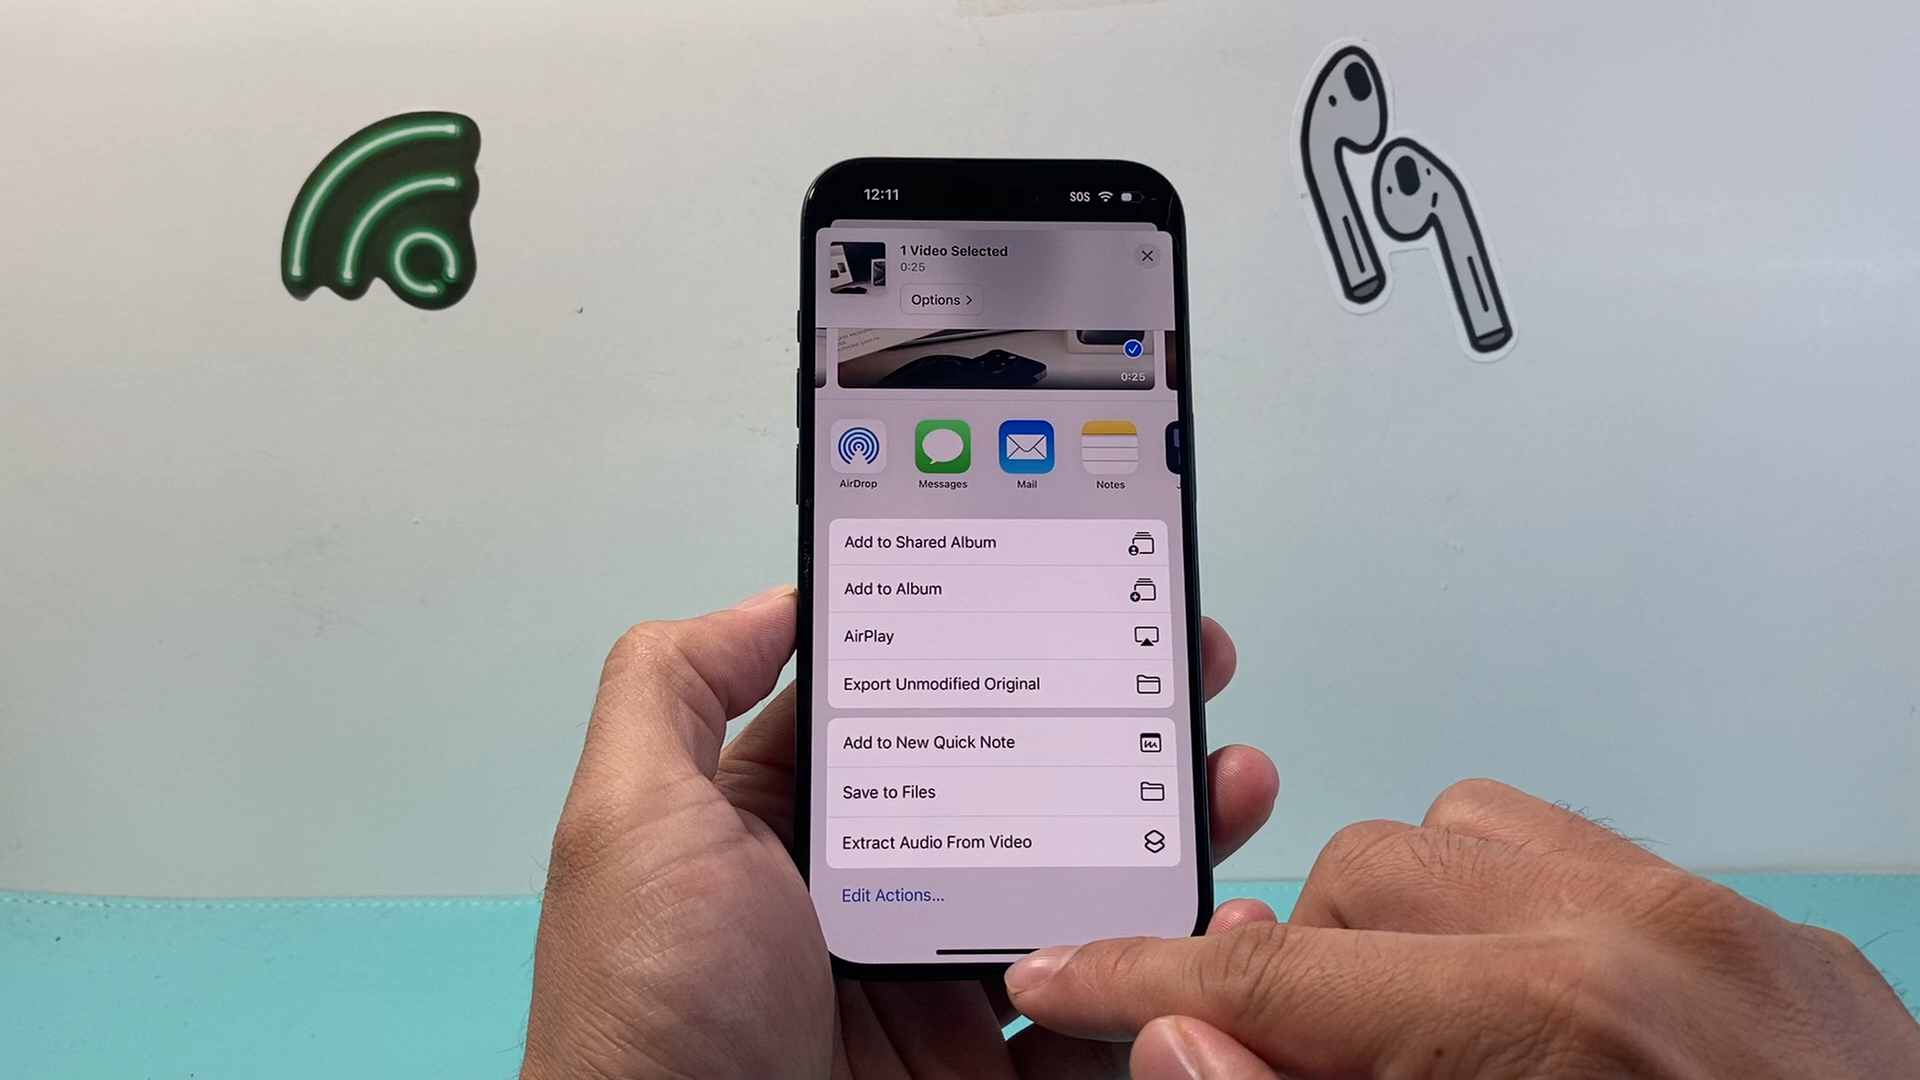 12:11
SOS
1 Video Selected
0:25
Options >
0:25
AirDrop
Messages
Mail
Notes
Add to Shared Album
Add to Album
AirPlay
Export Unmodified Original
Add to New Quick Note
Save to Files
Extract Audio From Video
Edit Actions...